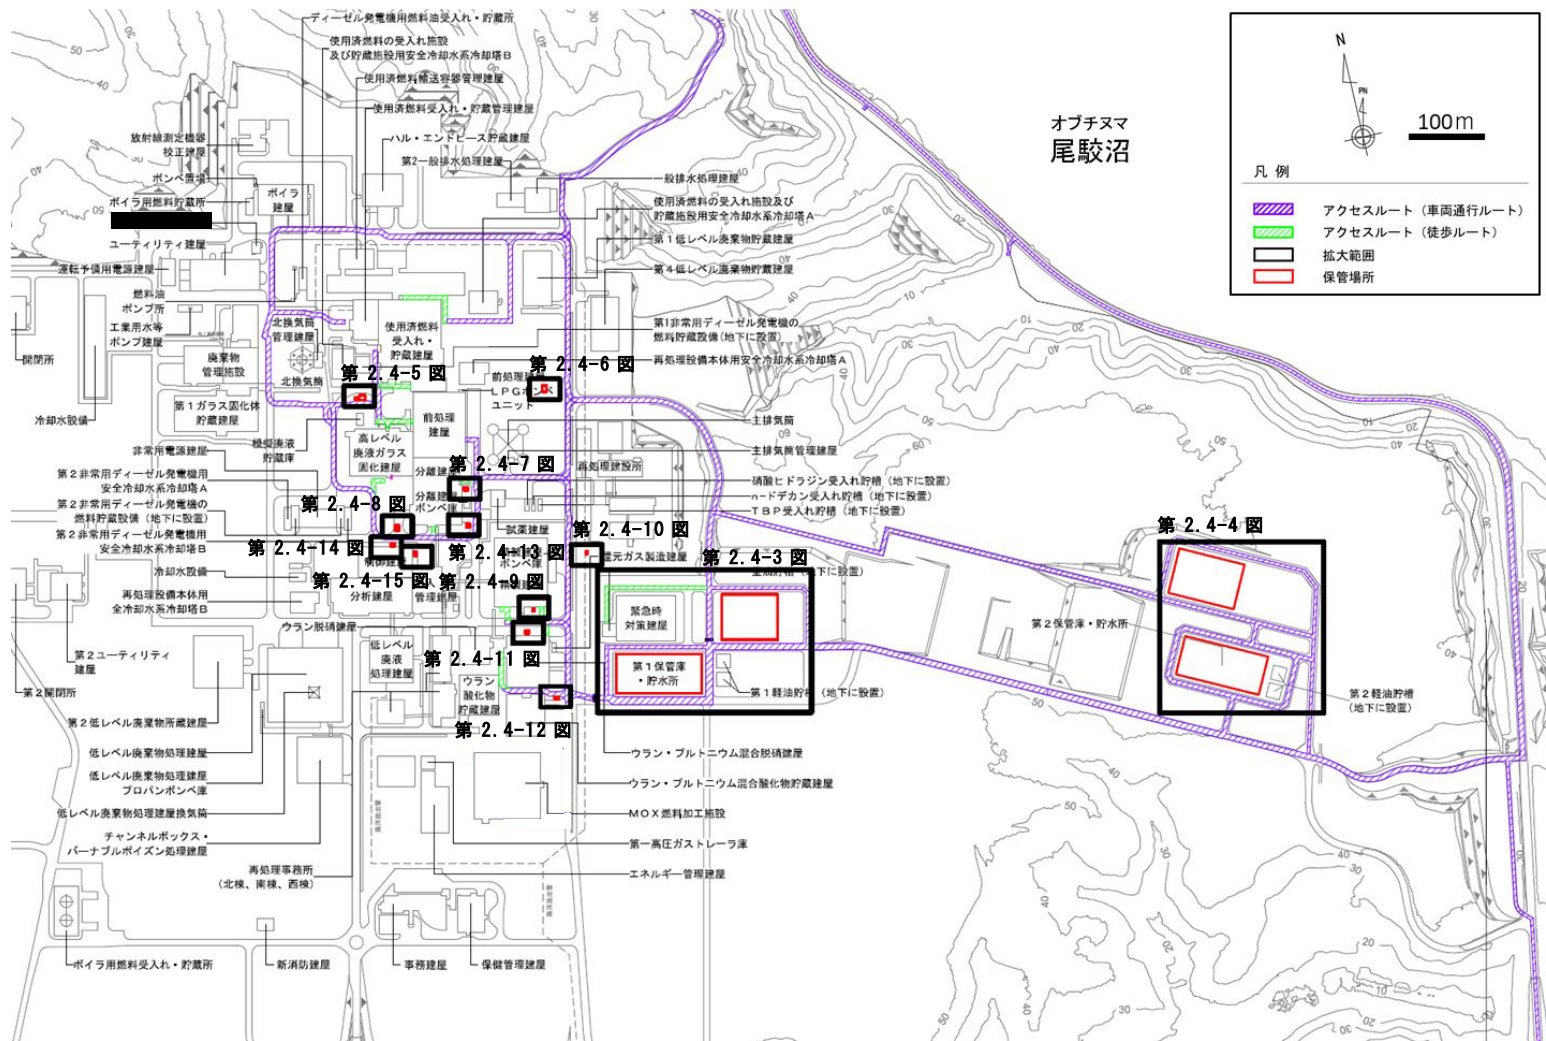 ディーゼル発電機用燃料油受入れ・貯蔵所
使用済燃料の受入れ施設
及び貯蔵施設用安全冷却水系冷却塔B
使用済燃料輸送容器管理建屋
使用済燃料受入れ・貯蔵管理建屋
放射線測定機器
校正建屋
ハル・エンドピース貯蔵建屋
第2一般排水処理建屋
ボンベ置場
ボイラ用燃料貯蔵所
ボイラ
建屋
一般排水処理建屋
使用済燃料の受入れ施設及び
貯蔵施設用安全冷却水系冷却塔A
ユーティリティ建屋
第1低レベル廃棄物貯蔵建屋
運転予備用電源建屋
第4低レベル廃棄物貯蔵建屋
燃料油
ポンプ所
工業用水等
ポンプ建屋
北換気筒
管理建屋
使用済燃料
受入れ・
貯蔵建屋
第1非常用ディーゼル発電機の
燃料貯蔵設備(地下に設置)
開閉所
廃棄物
管理施設
再処理設備本体用安全冷却水系冷却塔A
第 2.4-5 図
第 2.4-6 図
北換気筒
LPGボンベ
ユニット
第1ガラス固化体
貯蔵建屋
冷却水設備
前処理
建屋
主排気筒
模擬廃液
貯蔵庫
高レベル
廃液ガラス
固化建屋
非常用電源建屋
主排気筒管理建屋
第 2.4-7 図
再処理建設所
第2非常用ディーゼル発電機用
安全冷却水系冷却塔A
硝酸ヒドラジン受入れ貯槽(地下に設置)
n-ドデカン受入れ貯槽(地下に設置)
TBP受入れ貯槽(地下に設置)
第2非常用ディーゼル発電機の
燃料貯蔵設備(地下に設置)
第 2.4-8 図
分離建屋
ボンベ庫
試薬建屋
第2非常用ディーゼル発電機用
安全冷却水系冷却塔B
第 2.4-14 図
第 2.4-13 図
第 2.4-10 図
第 2.4-3 図
第 2.4-4 図
還元ガス製造建屋
ボンベ庫
冷却水設備
第 2.4-15 図
第 2.4-9 図
再処理設備本体用
安全冷却水系冷却塔B
分析建屋
管理建屋
緊急時
対策建屋
第2保管庫・貯水所
ウラン脱硝建屋
低レベル
廃液
処理建屋
第 2.4-11 図
第2ユーティリティ
建屋
ウラン
酸化物
貯蔵建屋
第1保管庫
・貯水所
第1軽油貯槽(地下に設置)
第2軽油貯槽
(地下に設置)
第2開閉所
第2低レベル廃棄物貯蔵建屋
第 2.4-12 図
低レベル廃棄物処理建屋
ウラン・プルトニウム混合脱硝建屋
低レベル廃棄物処理建屋
プロパンボンベ庫
ウラン・プルトニウム混合酸化物貯蔵建屋
低レベル廃棄物処理建屋換気筒
MOX燃料加工施設
チャンネルボックス・
バーナブルポイズン処理建屋
第一高圧ガストレーラ庫
再処理事務所
(北棟、南棟、西棟)
エネルギー管理建屋
ボイラ用燃料受入れ・貯蔵所
新消防建屋
事務建屋
保健管理建屋
オブチヌマ
尾駮沼
N
PN
100m
凡 例
アクセスルート(車両通行ルート)
アクセスルート(徒歩ルート)
拡大範囲
保管場所